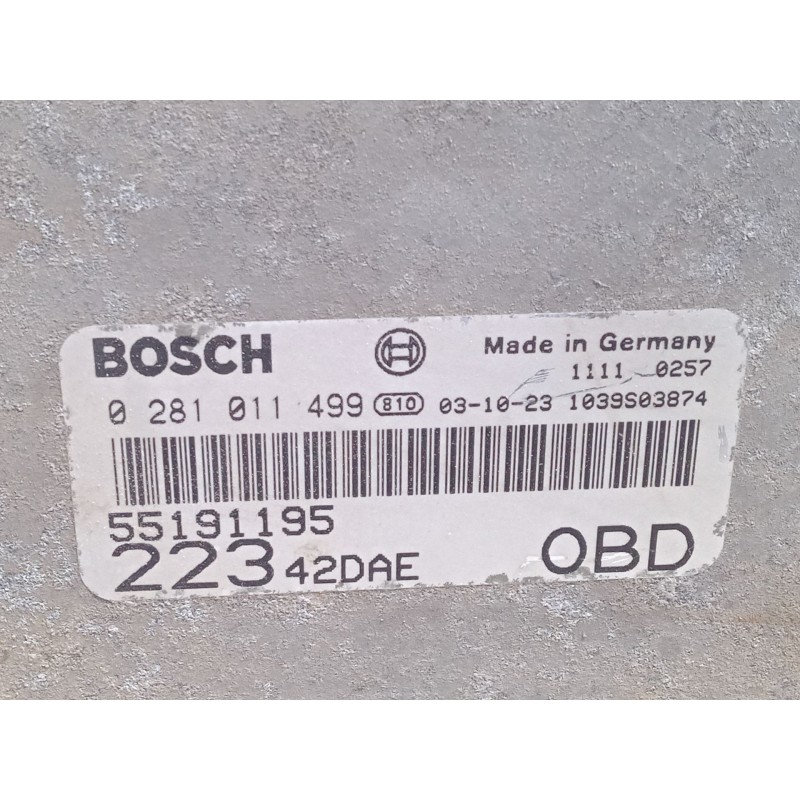 BOSCH Made in Germany
1111 0257
0 281 011 499 810 03-10-23 1039S03874
55191195
223 42DAE OBD